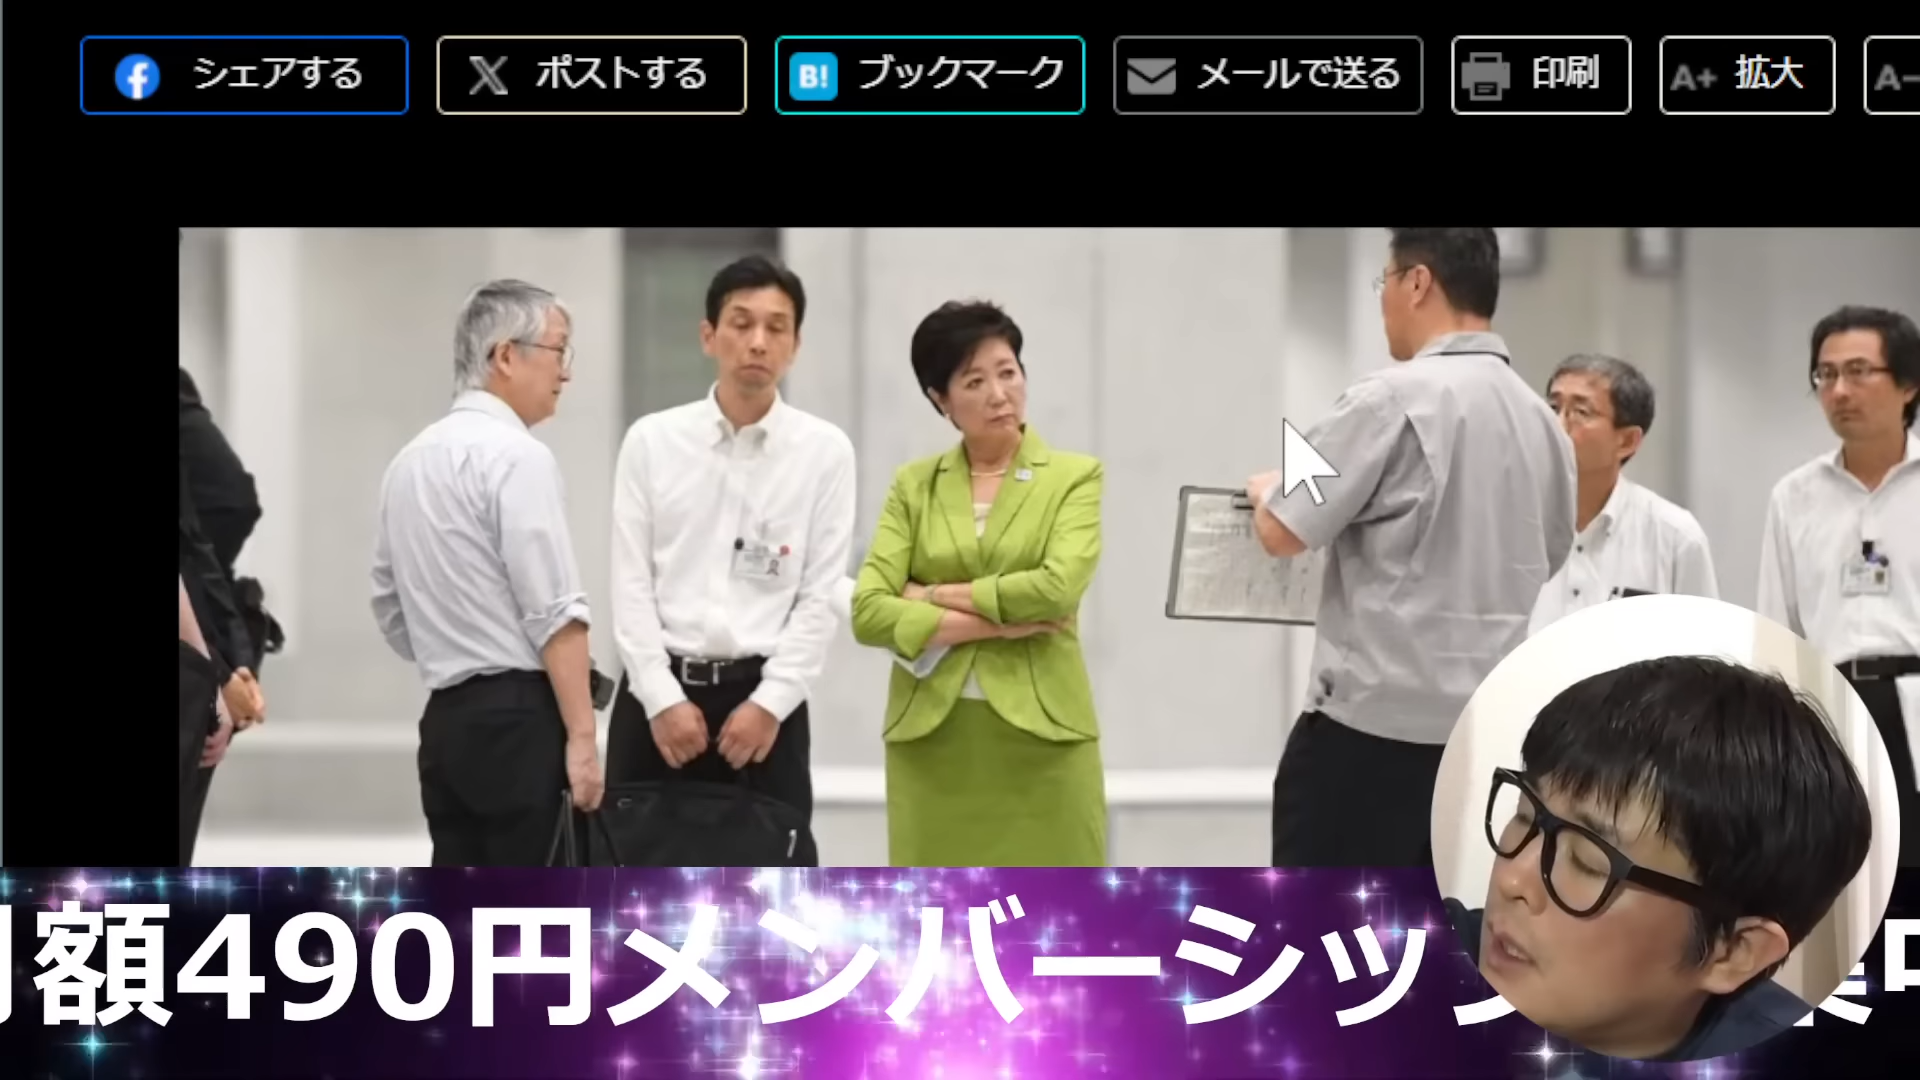 f シェアする
X ポストする
B! ブックマーク
メールで送る
印刷
A+ 拡大
A-
額490円メンバーシッ